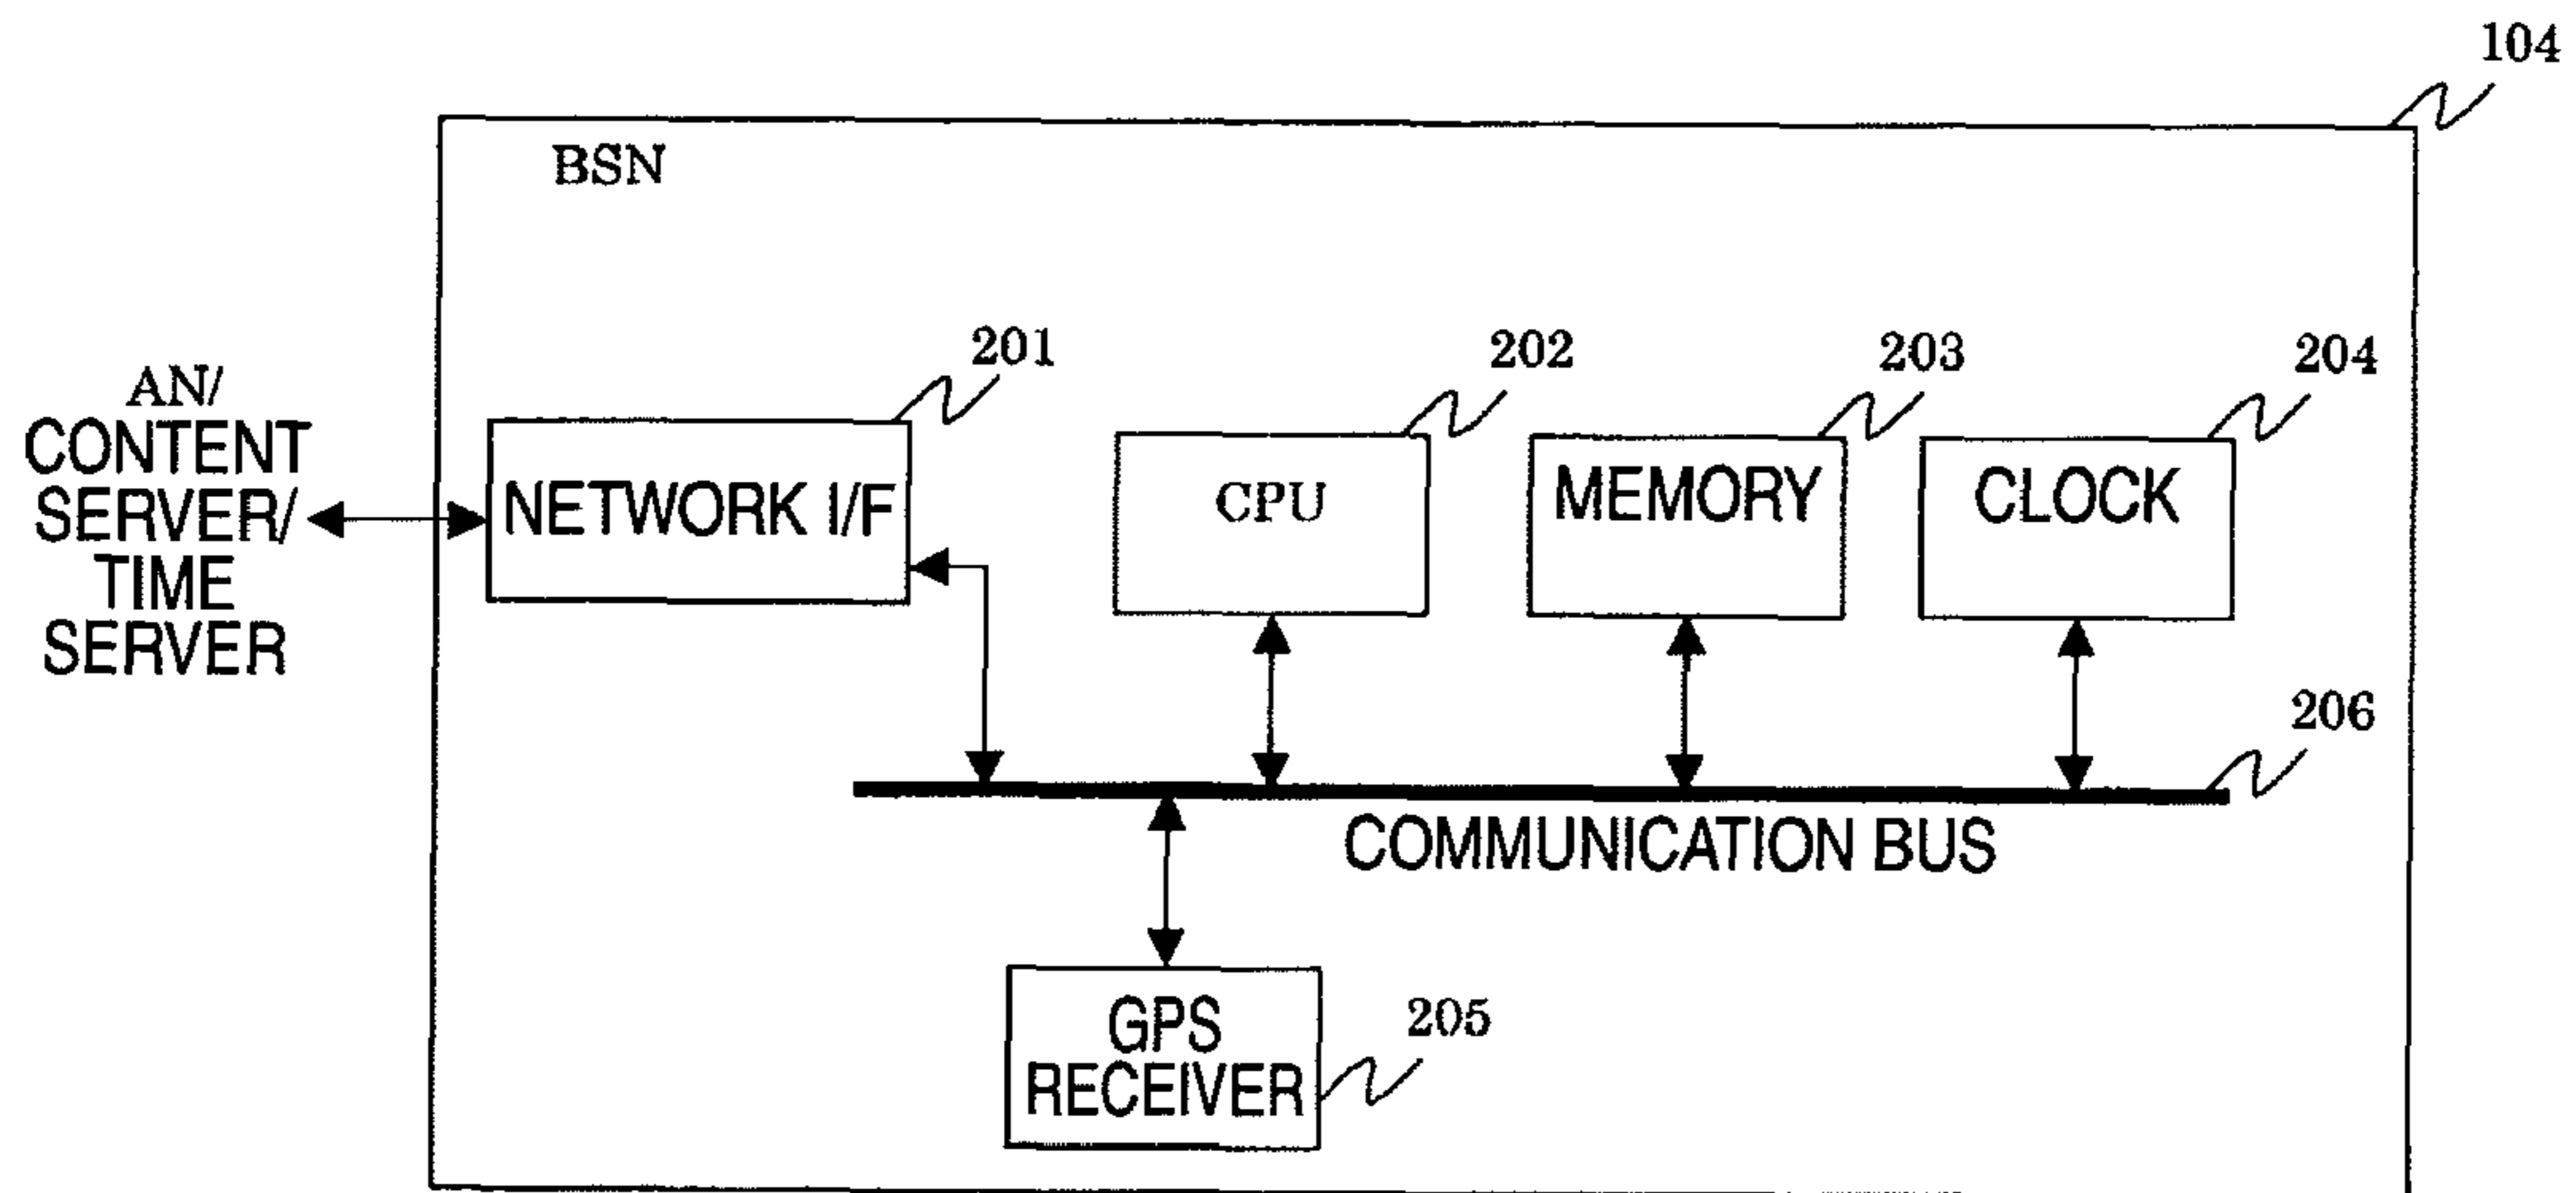 104
BSN
201
202
203
204
AN/
CONTENT
SERVER/
TIME
SERVER
NETWORK I/F
CPU
MEMORY
CLOCK
206
COMMUNICATION BUS
GPS
RECEIVER
205